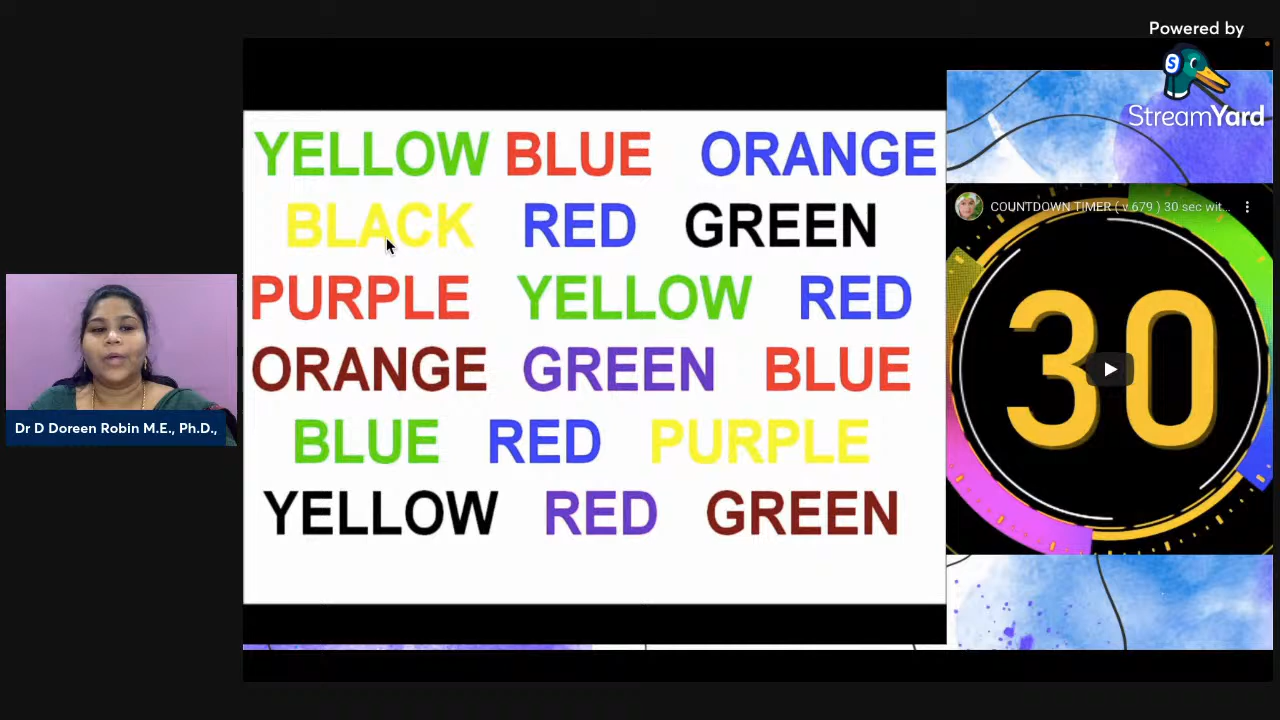 Powered by
StreamYard
YELLOW BLUE ORANGE
BLACK RED GREEN
PURPLE YELLOW RED
ORANGE GREEN BLUE
BLUE RED PURPLE
YELLOW RED GREEN
COUNTDOWN TIMER ( v 679 ) 30 sec wit...
30
Dr D Doreen Robin M.E., Ph.D.,